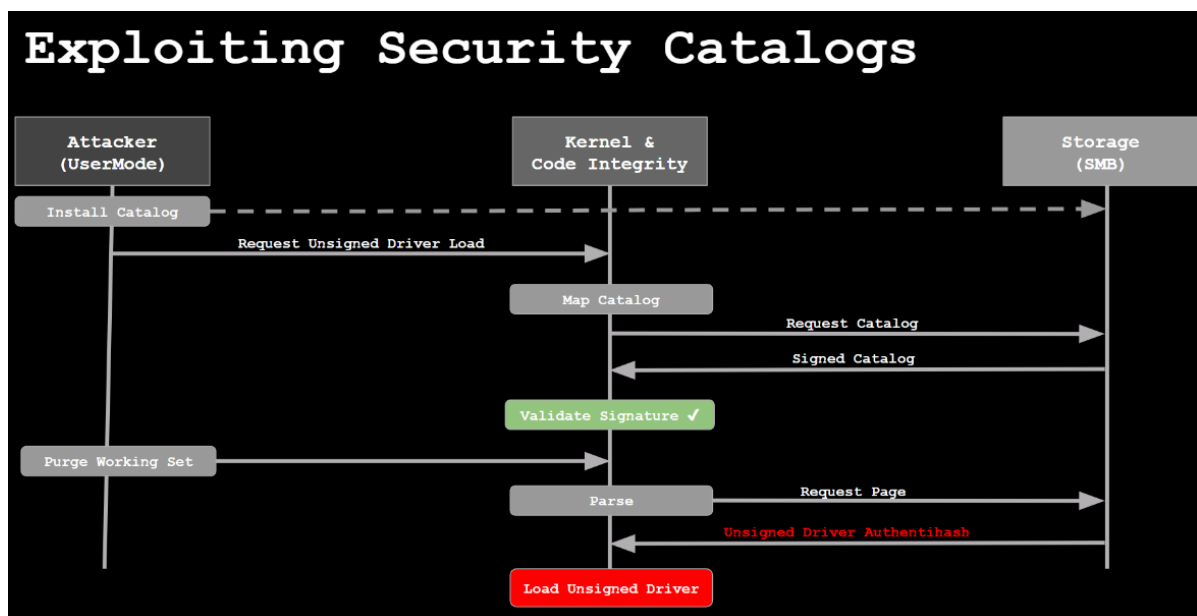 Exploiting Security Catalogs
Attacker
(UserMode)
Kernel &
Code Integrity
Storage
(SMB)
Install Catalog
Request Unsigned Driver Load
Map Catalog
Request Catalog
Signed Catalog
Validate Signature ✓
Purge Working Set
Parse
Request Page
Unsigned Driver Authentihash
Load Unsigned Driver